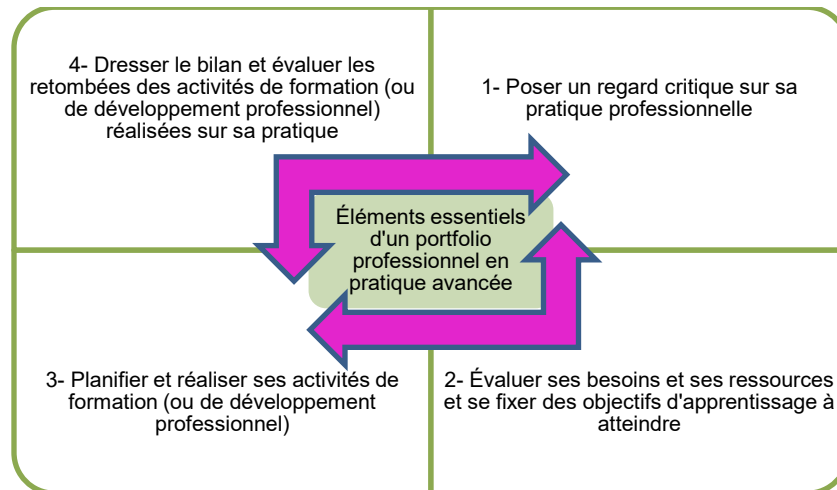 4- Dresser le bilan et évaluer les
retombées des activités de formation (ou
de développement professionnel)
réalisées sur sa pratique
1- Poser un regard critique sur sa
pratique professionnelle
Éléments essentiels
d'un portfolio
professionnel en
pratique avancée
3- Planifier et réaliser ses activités de
formation (ou de développement
professionnel)
2- Évaluer ses besoins et ses ressources
et se fixer des objectifs d'apprentissage à
atteindre